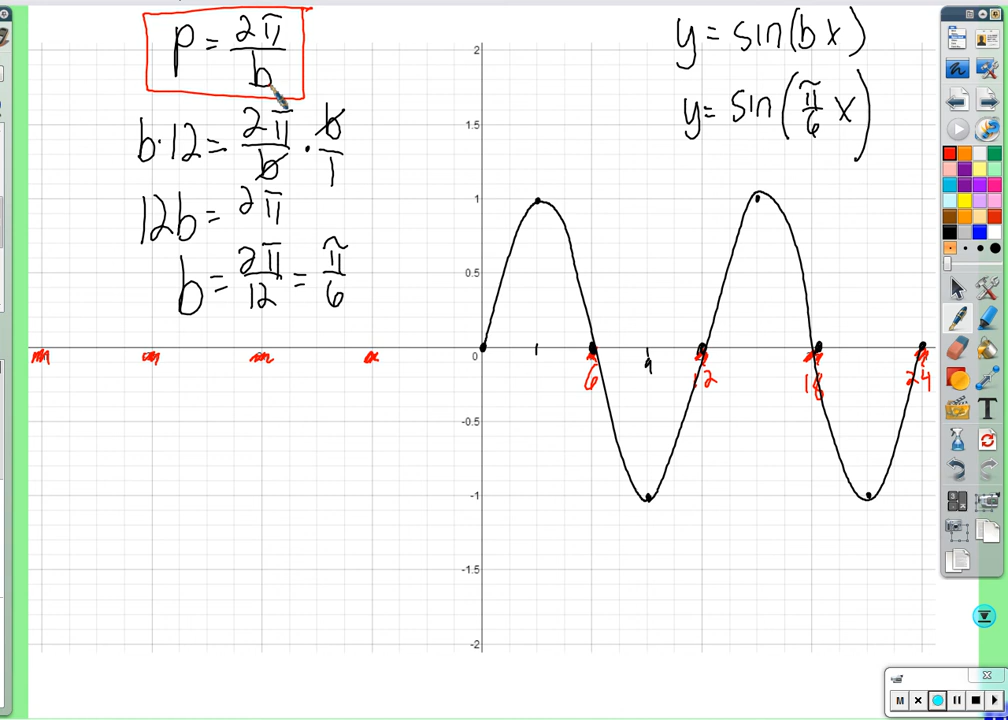 p = 2π/b
b·12 = 2π/b · b/1
12b = 2π
b = 2π/12 = π/6
y = sin(bx)
y = sin(π/6 x)
2
1.5
1
0.5
0
6
9
12
18
24
-0.5
-1
-1.5
-2
M